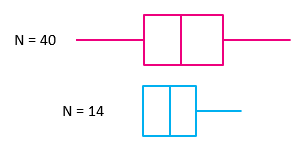 N = 40
N = 14